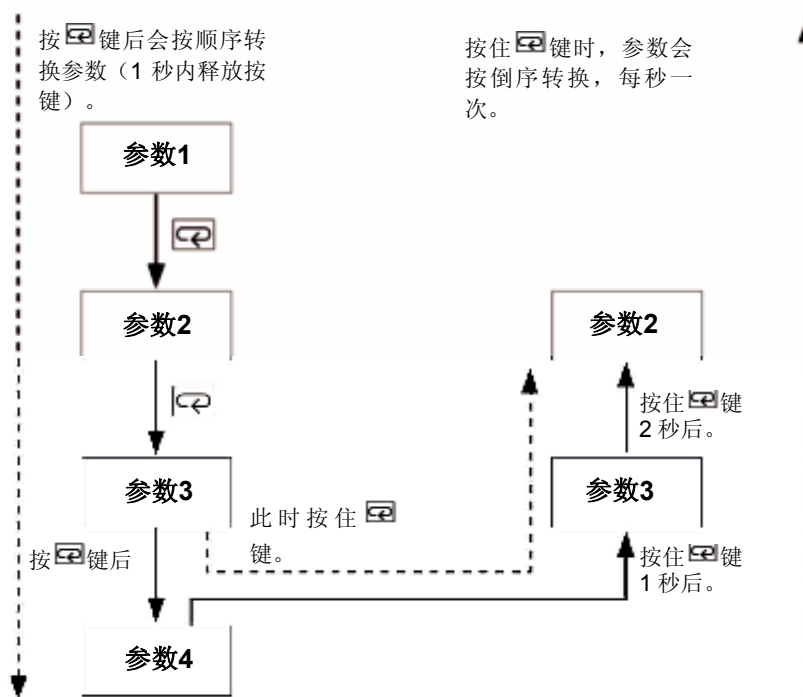 按键后会按顺序转
换参数（1 秒内释放按
键）。
按住键时，参数会
按倒序转换，每秒一
次。
参数1
参数2
参数2
按住键
2 秒后。
参数3
此时按住
键。
参数3
按键后
按住键
1 秒后。
参数4